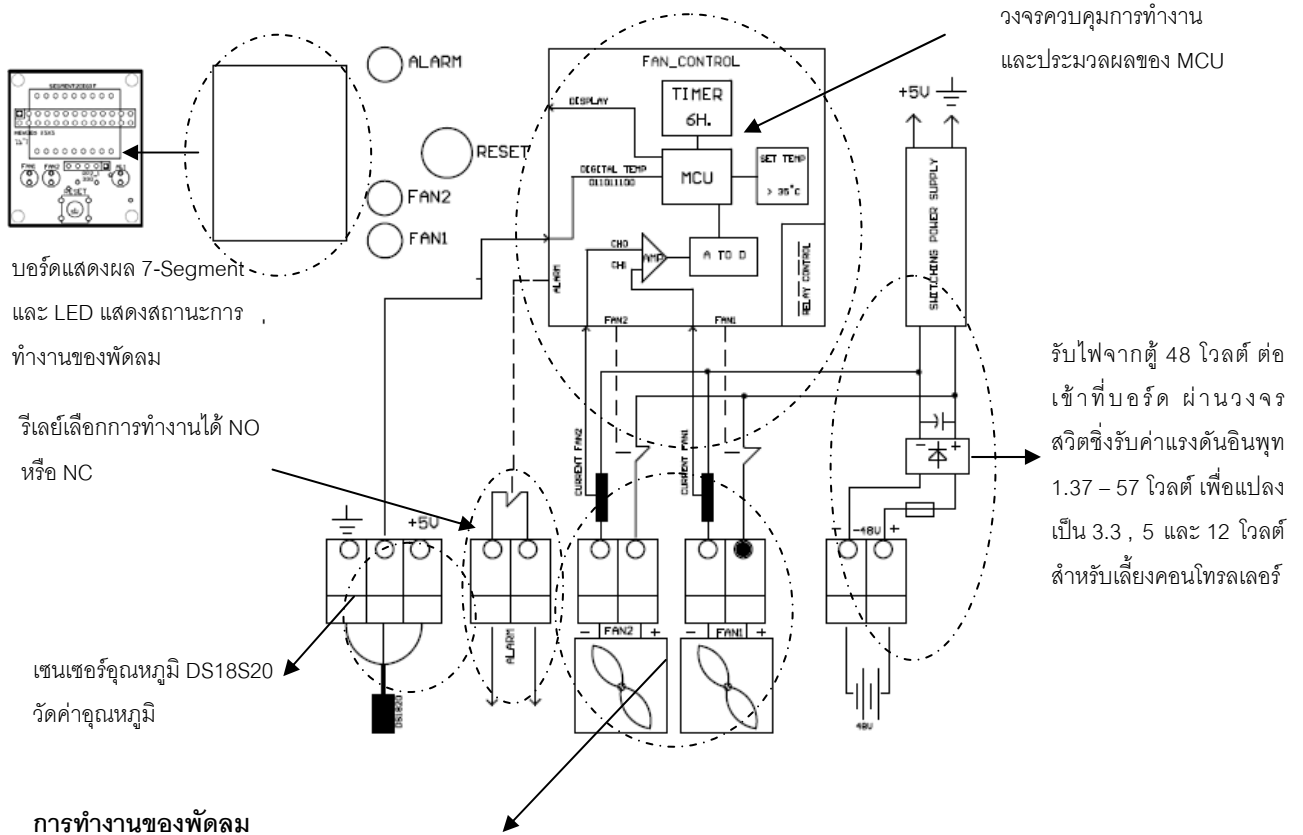 วงจรควบคุมการทำงาน
และประมวลผลของ MCU
ALARM
RESET
FAN2
FAN1
FAN_CONTROL
DISPLAY
TIMER
6H.
DIGITAL TEMP
011011100
MCU
SET TEMP
> 35°C
CH0
CH1
AMP
A TO D
RELAY CONTROL
ALARM
FAN2
FAN1
+5V
SWITCHING POWER SUPPLY
RESET
บอร์ดแสดงผล 7-Segment
และ LED แสดงสถานะการ
ทำงานของพัดลม
รีเลย์เลือกการทำงานได้ NO
หรือ NC
รับไฟจากตู้ 48 โวลต์ ต่อ
เข้าที่บอร์ด ผ่านวงจร
สวิตชิ่งรับค่าแรงดันอินพุท
1.37 – 57 โวลต์ เพื่อแปลง
เป็น 3.3 , 5 และ 12 โวลต์
สำหรับเลี้ยงคอนโทรลเลอร์
CURRENT FAN2
CURRENT FAN1
- +
+5V
- -48V +
- FAN2 +
- FAN1 +
ALARM
DS1820
48V
เซนเซอร์อุณหภูมิ DS18S20
วัดค่าอุณหภูมิ
การทำงานของพัดลม